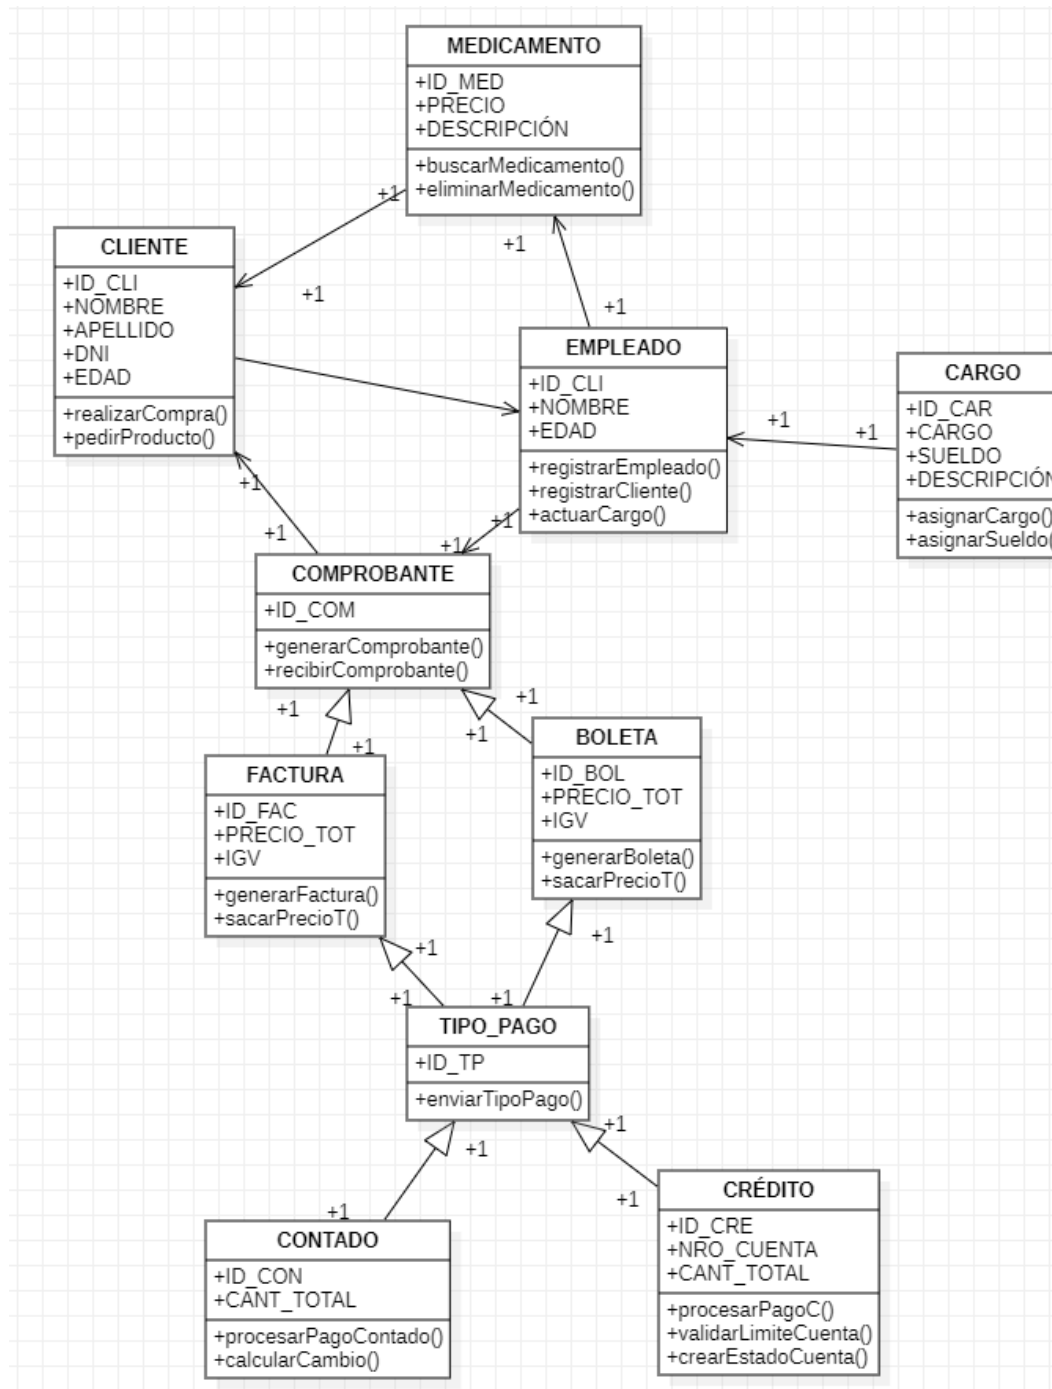 MEDICAMENTO
+ID_MED
+PRECIO
+DESCRIPCIÓN
+buscarMedicamento()
+eliminarMedicamento()
+1
+1
+1
+1
CLIENTE
+ID_CLI
+NOMBRE
+APELLIDO
+DNI
+EDAD
+realizarCompra()
+pedirProducto()
EMPLEADO
+ID_CLI
+NOMBRE
+EDAD
+registrarEmpleado()
+registrarCliente()
+actuarCargo()
+1
+1
CARGO
+ID_CAR
+CARGO
+SUELDO
+DESCRIPCIÓN
+asignarCargo()
+asignarSueldo(
+1
+1
+1
+1
COMPROBANTE
+ID_COM
+generarComprobante()
+recibirComprobante()
+1
+1
+1
+1
FACTURA
+ID_FAC
+PRECIO_TOT
+IGV
+generarFactura()
+sacarPrecioT()
BOLETA
+ID_BOL
+PRECIO_TOT
+IGV
+generarBoleta()
+sacarPrecioT()
+1
+1
+1
+1
TIPO_PAGO
+ID_TP
+enviarTipoPago()
+1
+1
+1
+1
CONTADO
+ID_CON
+CANT_TOTAL
+procesarPagoContado()
+calcularCambio()
CRÉDITO
+ID_CRE
+NRO_CUENTA
+CANT_TOTAL
+procesarPagoC()
+validarLimiteCuenta()
+crearEstadoCuenta()